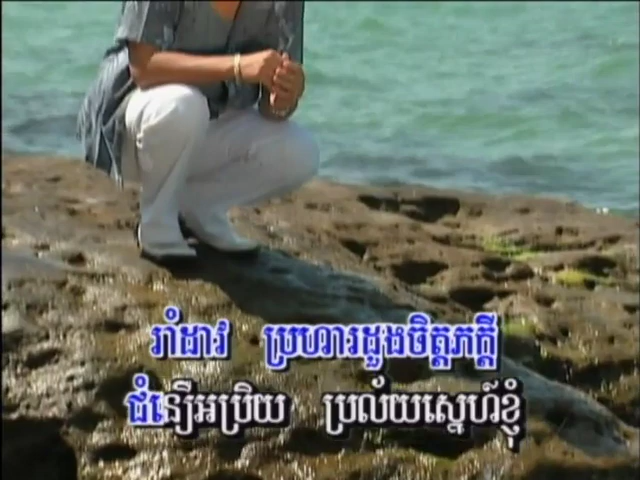 រាំដាវ ប្រហារដួងចិត្តភក្តី
ជំនឿអប្រិយ ប្រល័យស្នេហ៍ខ្ញុំ